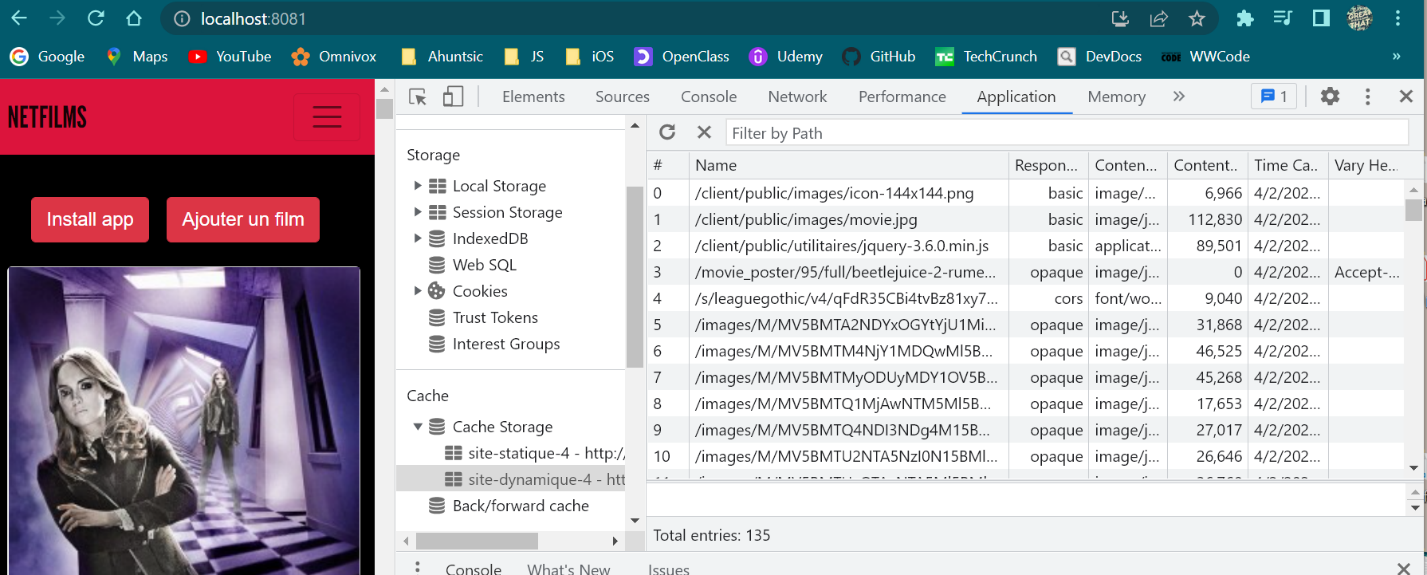 localhost:8081
Google Maps YouTube Omnivox Ahuntsic JS iOS OpenClass Udemy GitHub TechCrunch DevDocs CODE WWCode »
NETFILMS
Install app Ajouter un film
Elements Sources Console Network Performance Application Memory » 1
Storage
Local Storage
Session Storage
IndexedDB
Web SQL
Cookies
Trust Tokens
Interest Groups
Cache
Cache Storage
site-statique-4 - http:/
site-dynamique-4 - htt
Back/forward cache
Filter by Path
# Name Respon... Conten... Content.. Time Ca... Vary He...
0 /client/public/images/icon-144x144.png basic image/... 6,966 4/2/202...
1 /client/public/images/movie.jpg basic image/j... 112,830 4/2/202...
2 /client/public/utilitaires/jquery-3.6.0.min.js basic applicat... 89,501 4/2/202...
3 /movie_poster/95/full/beetlejuice-2-rume... opaque image/j... 0 4/2/202... Accept-...
4 /s/leaguegothic/v4/qFdR35CBi4tvBz81xy7... cors font/wo... 9,040 4/2/202...
5 /images/M/MV5BMTA2NDYxOGYtYjU1Mi... opaque image/j... 31,868 4/2/202...
6 /images/M/MV5BMTM4NjY1MDQwMl5B... opaque image/j... 46,525 4/2/202...
7 /images/M/MV5BMTMyODUyMDY1OV5B... opaque image/j... 45,268 4/2/202...
8 /images/M/MV5BMTQ1MjAwNTM5Ml5B... opaque image/j... 17,653 4/2/202...
9 /images/M/MV5BMTQ4NDI3NDg4M15B... opaque image/j... 27,017 4/2/202...
10 /images/M/MV5BMTU2NTA5NzI0N15BMl... opaque image/j... 26,646 4/2/202...
Total entries: 135
Console What's New Issues